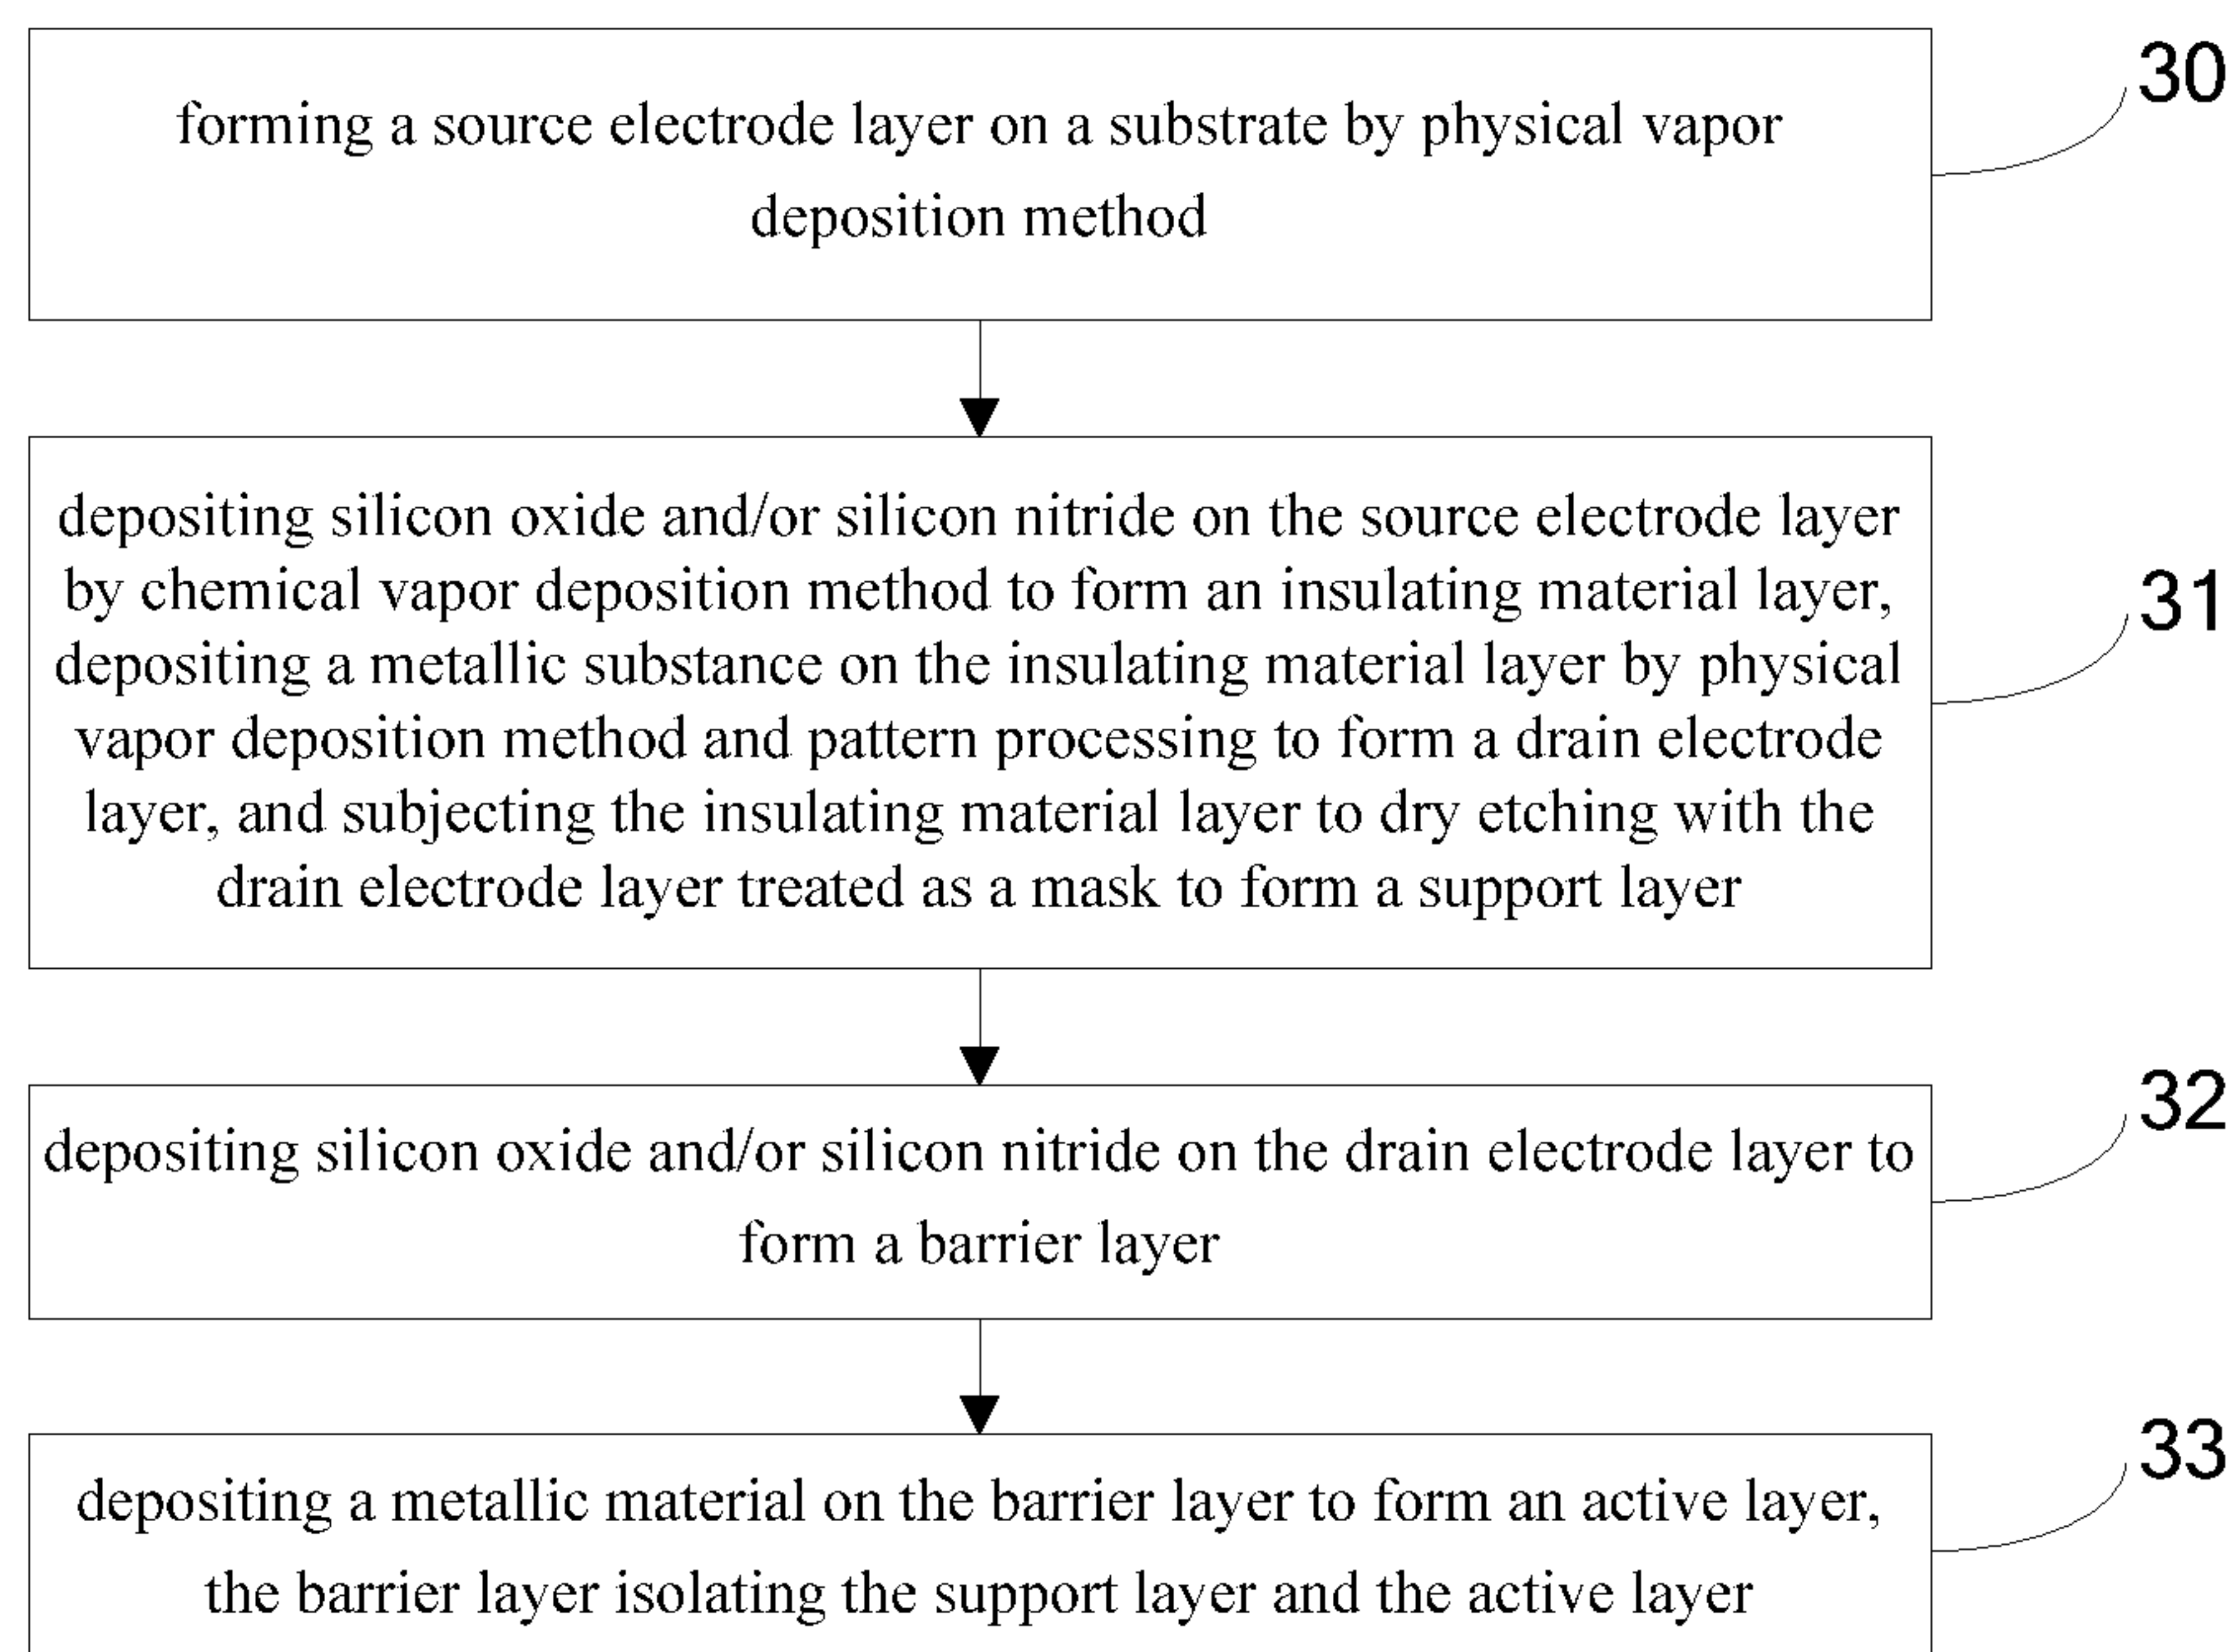 30
forming a source electrode layer on a substrate by physical vapor
deposition method
31
depositing silicon oxide and/or silicon nitride on the source electrode layer
by chemical vapor deposition method to form an insulating material layer,
depositing a metallic substance on the insulating material layer by physical
vapor deposition method and pattern processing to form a drain electrode
layer, and subjecting the insulating material layer to dry etching with the
drain electrode layer treated as a mask to form a support layer
32
depositing silicon oxide and/or silicon nitride on the drain electrode layer to
form a barrier layer
33
depositing a metallic material on the barrier layer to form an active layer,
the barrier layer isolating the support layer and the active layer